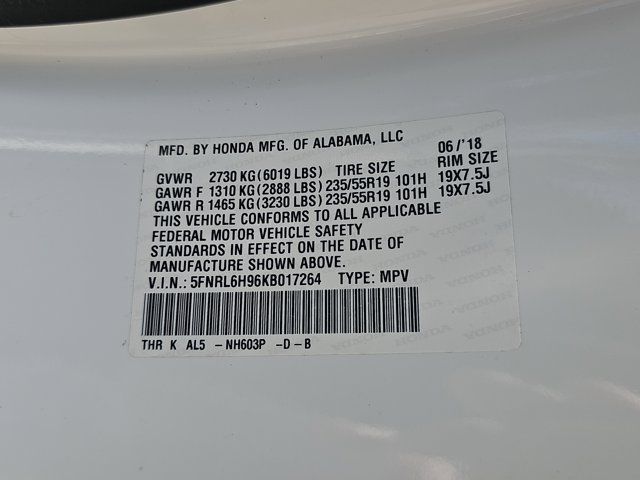 MFD. BY HONDA MFG. OF ALABAMA, LLC 06/'18
GVWR 2730 KG(6019 LBS) TIRE SIZE RIM SIZE
GAWR F 1310 KG(2888 LBS) 235/55R19 101H 19X7.5J
GAWR R 1465 KG(3230 LBS) 235/55R19 101H 19X7.5J
THIS VEHICLE CONFORMS TO ALL APPLICABLE
FEDERAL MOTOR VEHICLE SAFETY
STANDARDS IN EFFECT ON THE DATE OF
MANUFACTURE SHOWN ABOVE.
V.I.N.: 5FNRL6H96KB017264 TYPE: MPV
THR K AL5 -NH603P -D-B